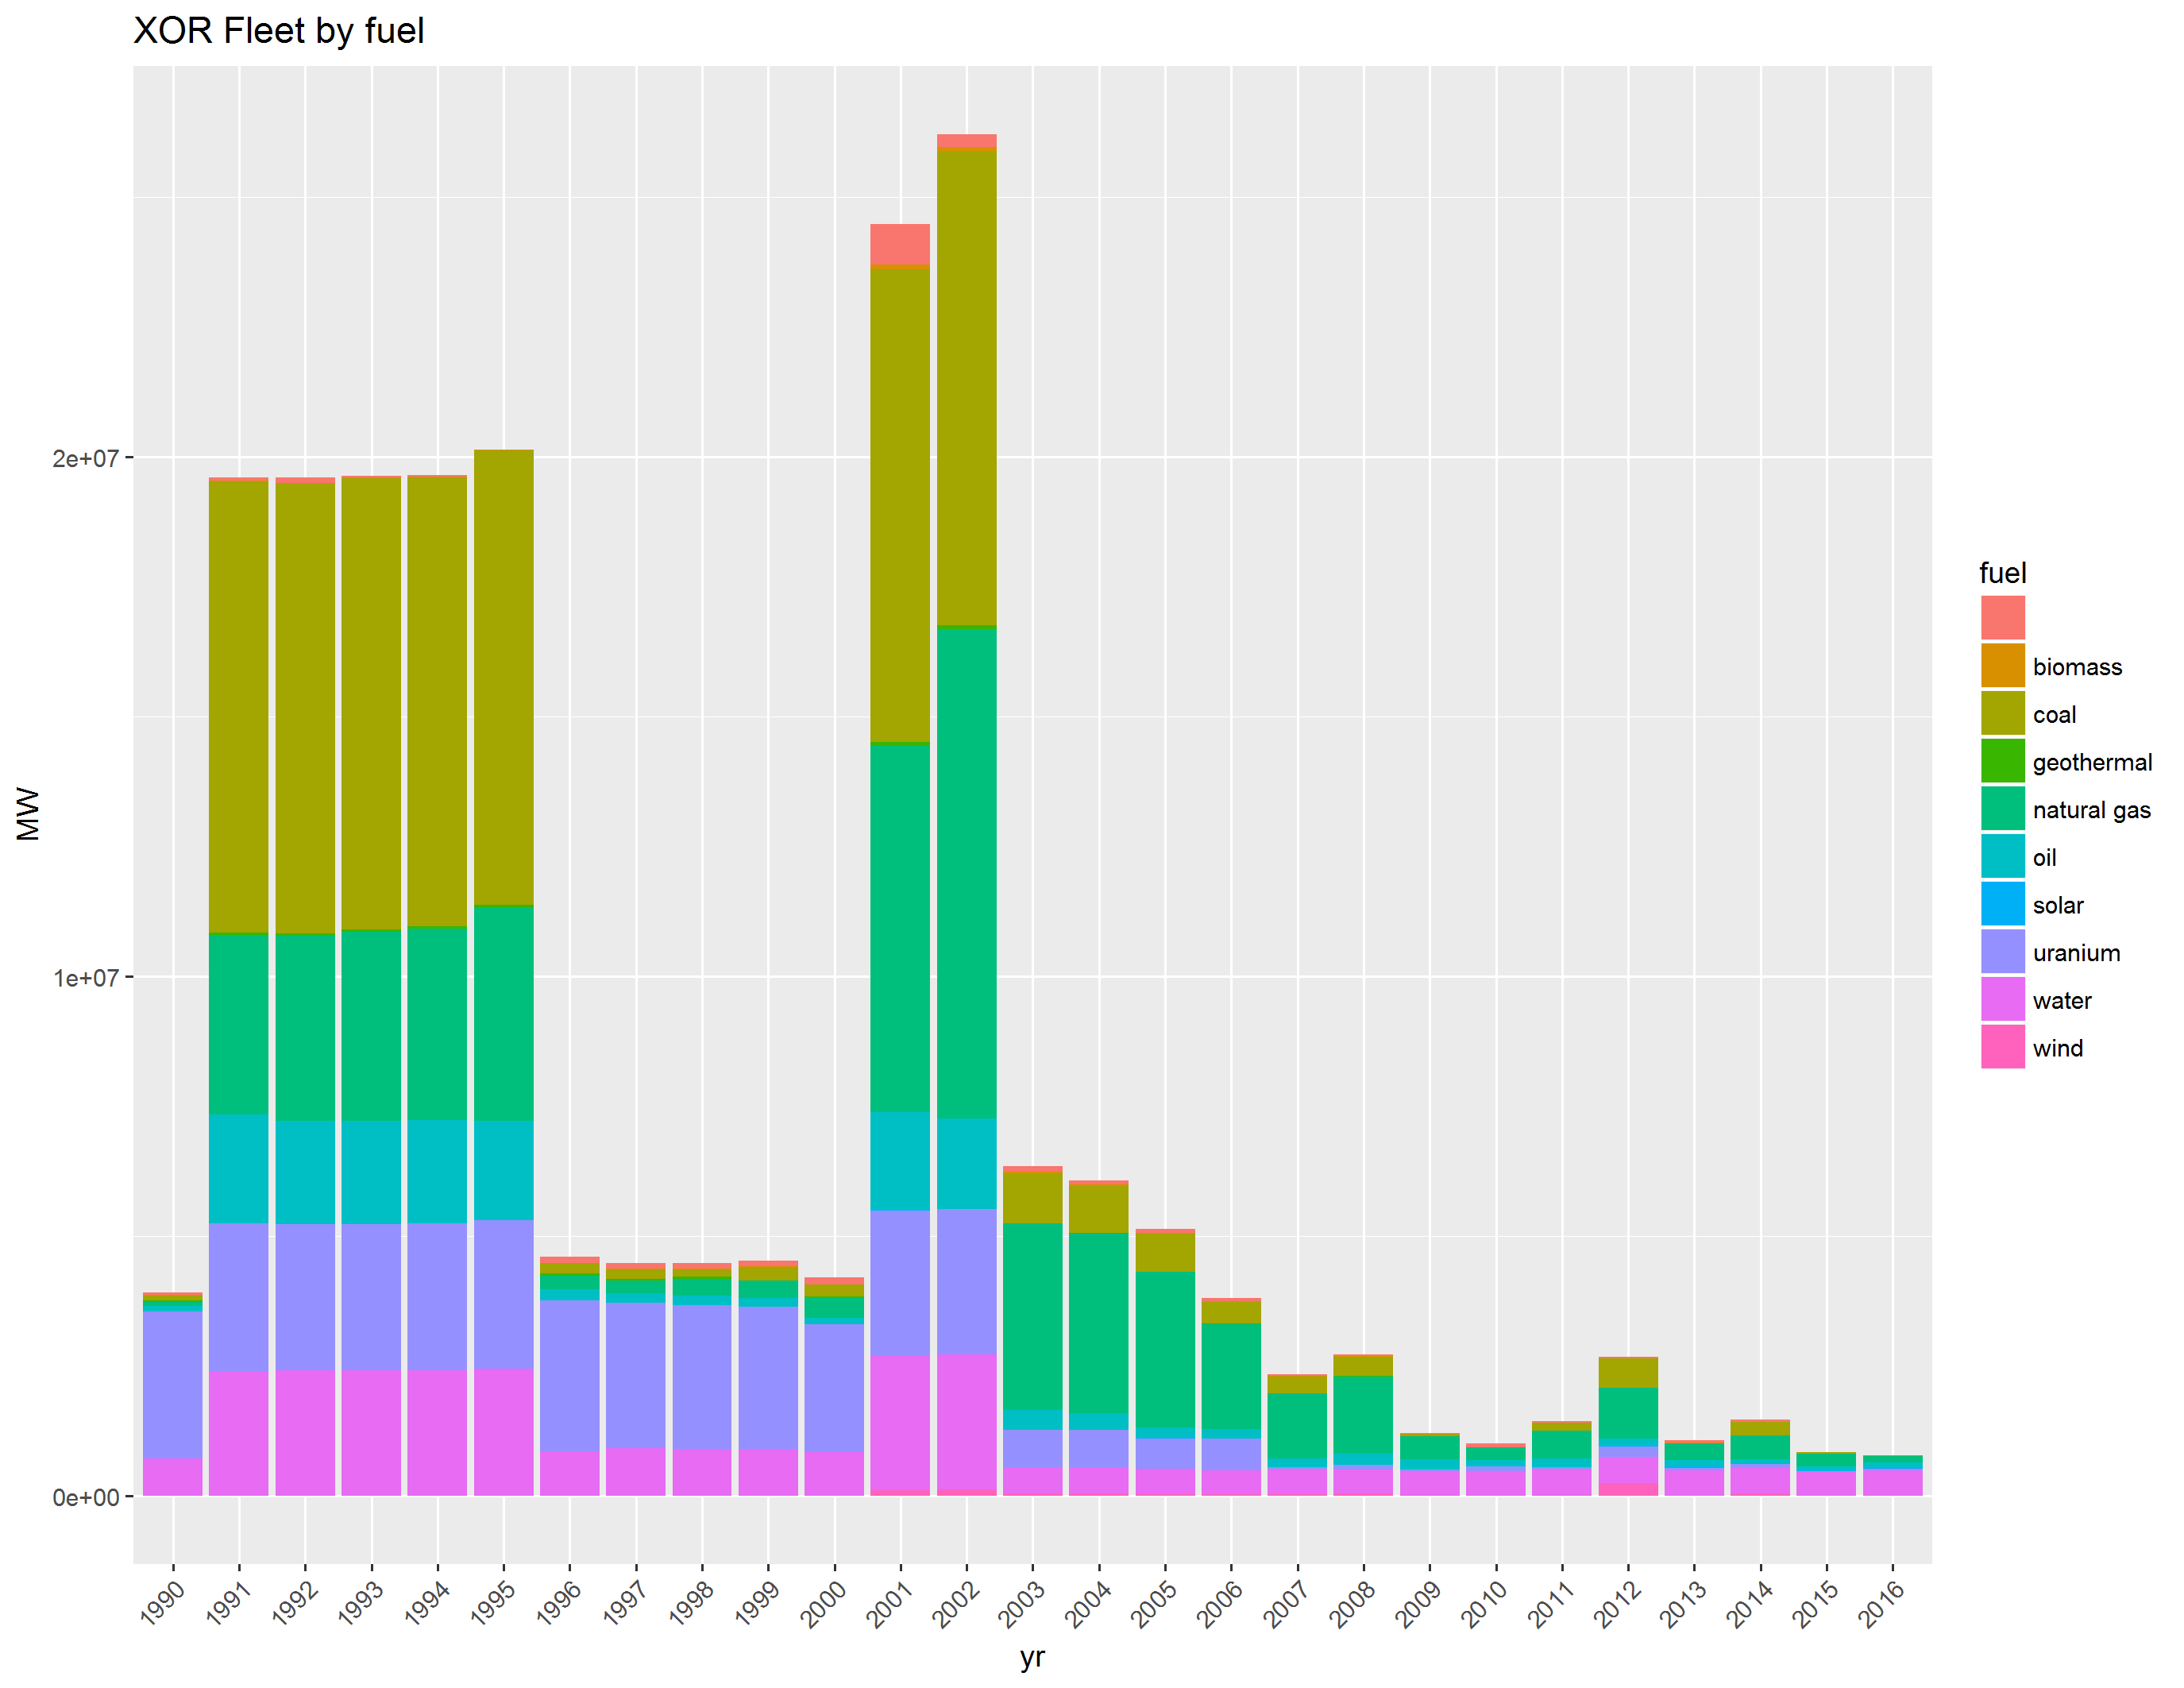 XOR Fleet by fuel
MW
2e+07
1e+07
0e+00
1990
1991
1992
1993
1994
1995
1996
1997
1998
1999
2000
2001
2002
2003
2004
2005
2006
2007
2008
2009
2010
2011
2012
2013
2014
2015
2016
yr
fuel
biomass
coal
geothermal
natural gas
oil
solar
uranium
water
wind